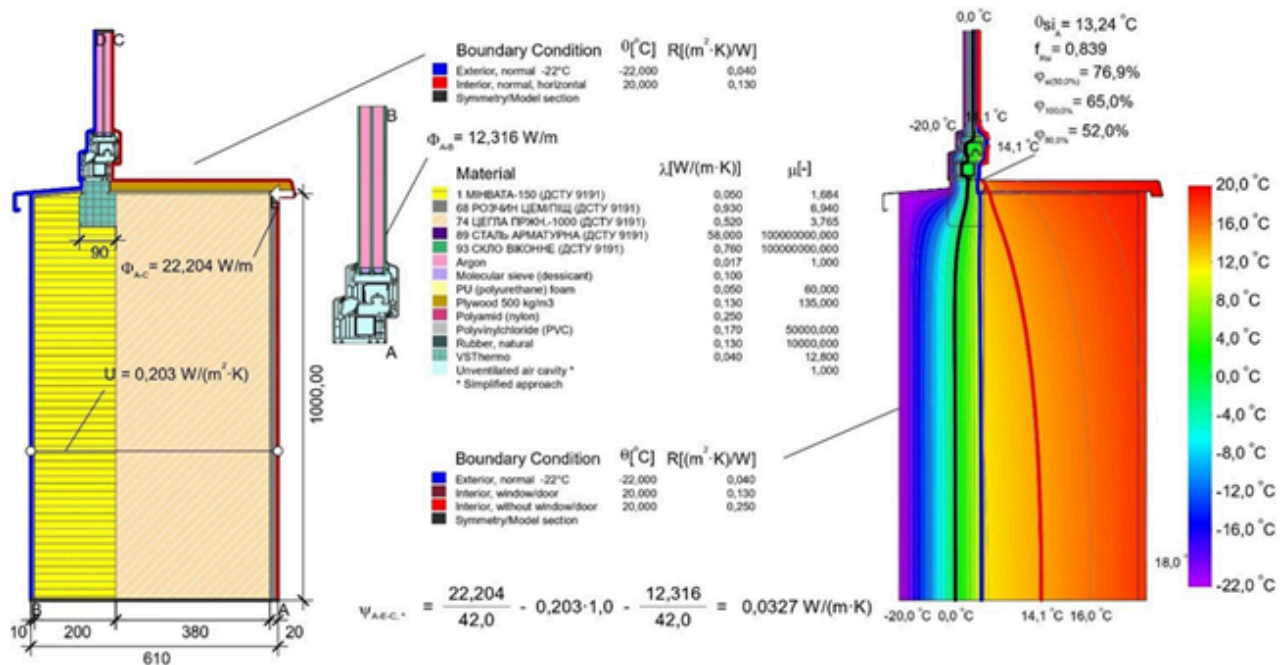 D C
Boundary Condition θ[°C] R[(m²·K)/W]
Exterior, normal -22°C -22,000 0,040
Interior, normal, horizontal 20,000 0,130
Symmetry/Model section
B
Φ A-B = 12,316 W/m
A
Material λ[W/(m·K)] μ[-]
1 МІНВАТА-150 (ДСТУ 9191) 0,050 1,684
68 РОЗЧИН ЦЕМ/ПІЩ (ДСТУ 9191) 0,930 6,940
74 ЦЕГЛА ПРЖН.-1000 (ДСТУ 9191) 0,520 3,765
89 СТАЛЬ АРМАТУРНА (ДСТУ 9191) 58,000 100000000,000
93 СКЛО ВІКОННЕ (ДСТУ 9191) 0,760 100000000,000
Argon 0,017 1,000
Molecular sieve (dessicant) 0,100
PU (polyurethane) foam 0,050 60,000
Plywood 500 kg/m3 0,130 135,000
Polyamid (nylon) 0,250
Polyvinylchloride (PVC) 0,170 50000,000
Rubber, natural 0,130 10000,000
VSThermo 0,040 12,800
Unventilated air cavity * 1,000
* Simplified approach
90
Φ A-C = 22,204 W/m
U = 0,203 W/(m²·K)
1000,00
B A
10 200 380 20
610
Boundary Condition θ[°C] R[(m²·K)/W]
Exterior, normal -22°C -22,000 0,040
Interior, window/door 20,000 0,130
Interior, without window/door 20,000 0,250
Symmetry/Model section
ψ A-E-C, * = 22,204 / 42,0 - 0,203·1,0 - 12,316 / 42,0 = 0,0327 W/(m·K)
0,0 °C
θsi A = 13,24 °C
f Rsi = 0,839
φ si(50,0%) = 76,9%
φ 100,0% = 65,0%
φ 80,0% = 52,0%
-20,0 °C
14,1 °C
14,1 °C
18,0 °
-20,0 °C 0,0 °C 14,1 °C 16,0 °C
20,0 °C
16,0 °C
12,0 °C
8,0 °C
4,0 °C
0,0 °C
-4,0 °C
-8,0 °C
-12,0 °C
-16,0 °C
-22,0 °C